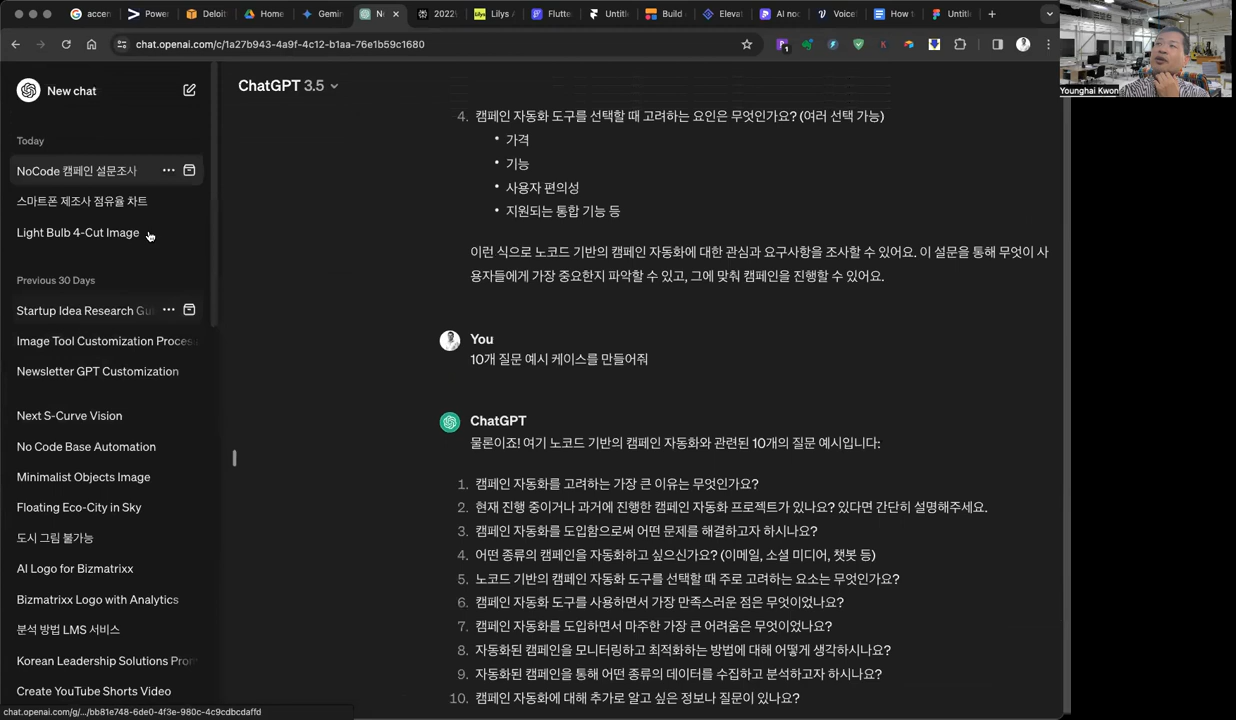 accen
Power
Deloit
Home
Gemin
N
2022
Lilys
Flutte
Untitl
Build
Elevat
AI noc
Voice
How t
Untitl
chat.openai.com/c/1a27b943-4a9f-4c12-b1aa-76e1b59c1680
Younghai Kwon
New chat
Today
NoCode 캠페인 설문조사
스마트폰 제조사 점유율 차트
Light Bulb 4-Cut Image
Previous 30 Days
Startup Idea Research Gu
Image Tool Customization Proces
Newsletter GPT Customization
Next S-Curve Vision
No Code Base Automation
Minimalist Objects Image
Floating Eco-City in Sky
도시 그림 불가능
AI Logo for Bizmatrixx
Bizmatrixx Logo with Analytics
분석 방법 LMS 서비스
Korean Leadership Solutions Pron
Create YouTube Shorts Video
chat.openai.com/g/.../bb81e748-6de0-4f3e-980c-4c9cdbcdaffd
ChatGPT 3.5
4. 캠페인 자동화 도구를 선택할 때 고려하는 요인은 무엇인가요? (여러 선택 가능)
• 가격
• 기능
• 사용자 편의성
• 지원되는 통합 기능 등
이런 식으로 노코드 기반의 캠페인 자동화에 대한 관심과 요구사항을 조사할 수 있어요. 이 설문을 통해 무엇이 사
용자들에게 가장 중요한지 파악할 수 있고, 그에 맞춰 캠페인을 진행할 수 있어요.
You
10개 질문 예시 케이스를 만들어줘
ChatGPT
물론이죠! 여기 노코드 기반의 캠페인 자동화와 관련된 10개의 질문 예시입니다:
1. 캠페인 자동화를 고려하는 가장 큰 이유는 무엇인가요?
2. 현재 진행 중이거나 과거에 진행한 캠페인 자동화 프로젝트가 있나요? 있다면 간단히 설명해주세요.
3. 캠페인 자동화를 도입함으로써 어떤 문제를 해결하고자 하시나요?
4. 어떤 종류의 캠페인을 자동화하고 싶으신가요? (이메일, 소셜 미디어, 챗봇 등)
5. 노코드 기반의 캠페인 자동화 도구를 선택할 때 주로 고려하는 요소는 무엇인가요?
6. 캠페인 자동화 도구를 사용하면서 가장 만족스러운 점은 무엇이었나요?
7. 캠페인 자동화를 도입하면서 마주한 가장 큰 어려움은 무엇이었나요?
8. 자동화된 캠페인을 모니터링하고 최적화하는 방법에 대해 어떻게 생각하시나요?
9. 자동화된 캠페인을 통해 어떤 종류의 데이터를 수집하고 분석하고자 하시나요?
10. 캠페인 자동화에 대해 추가로 알고 싶은 정보나 질문이 있나요?